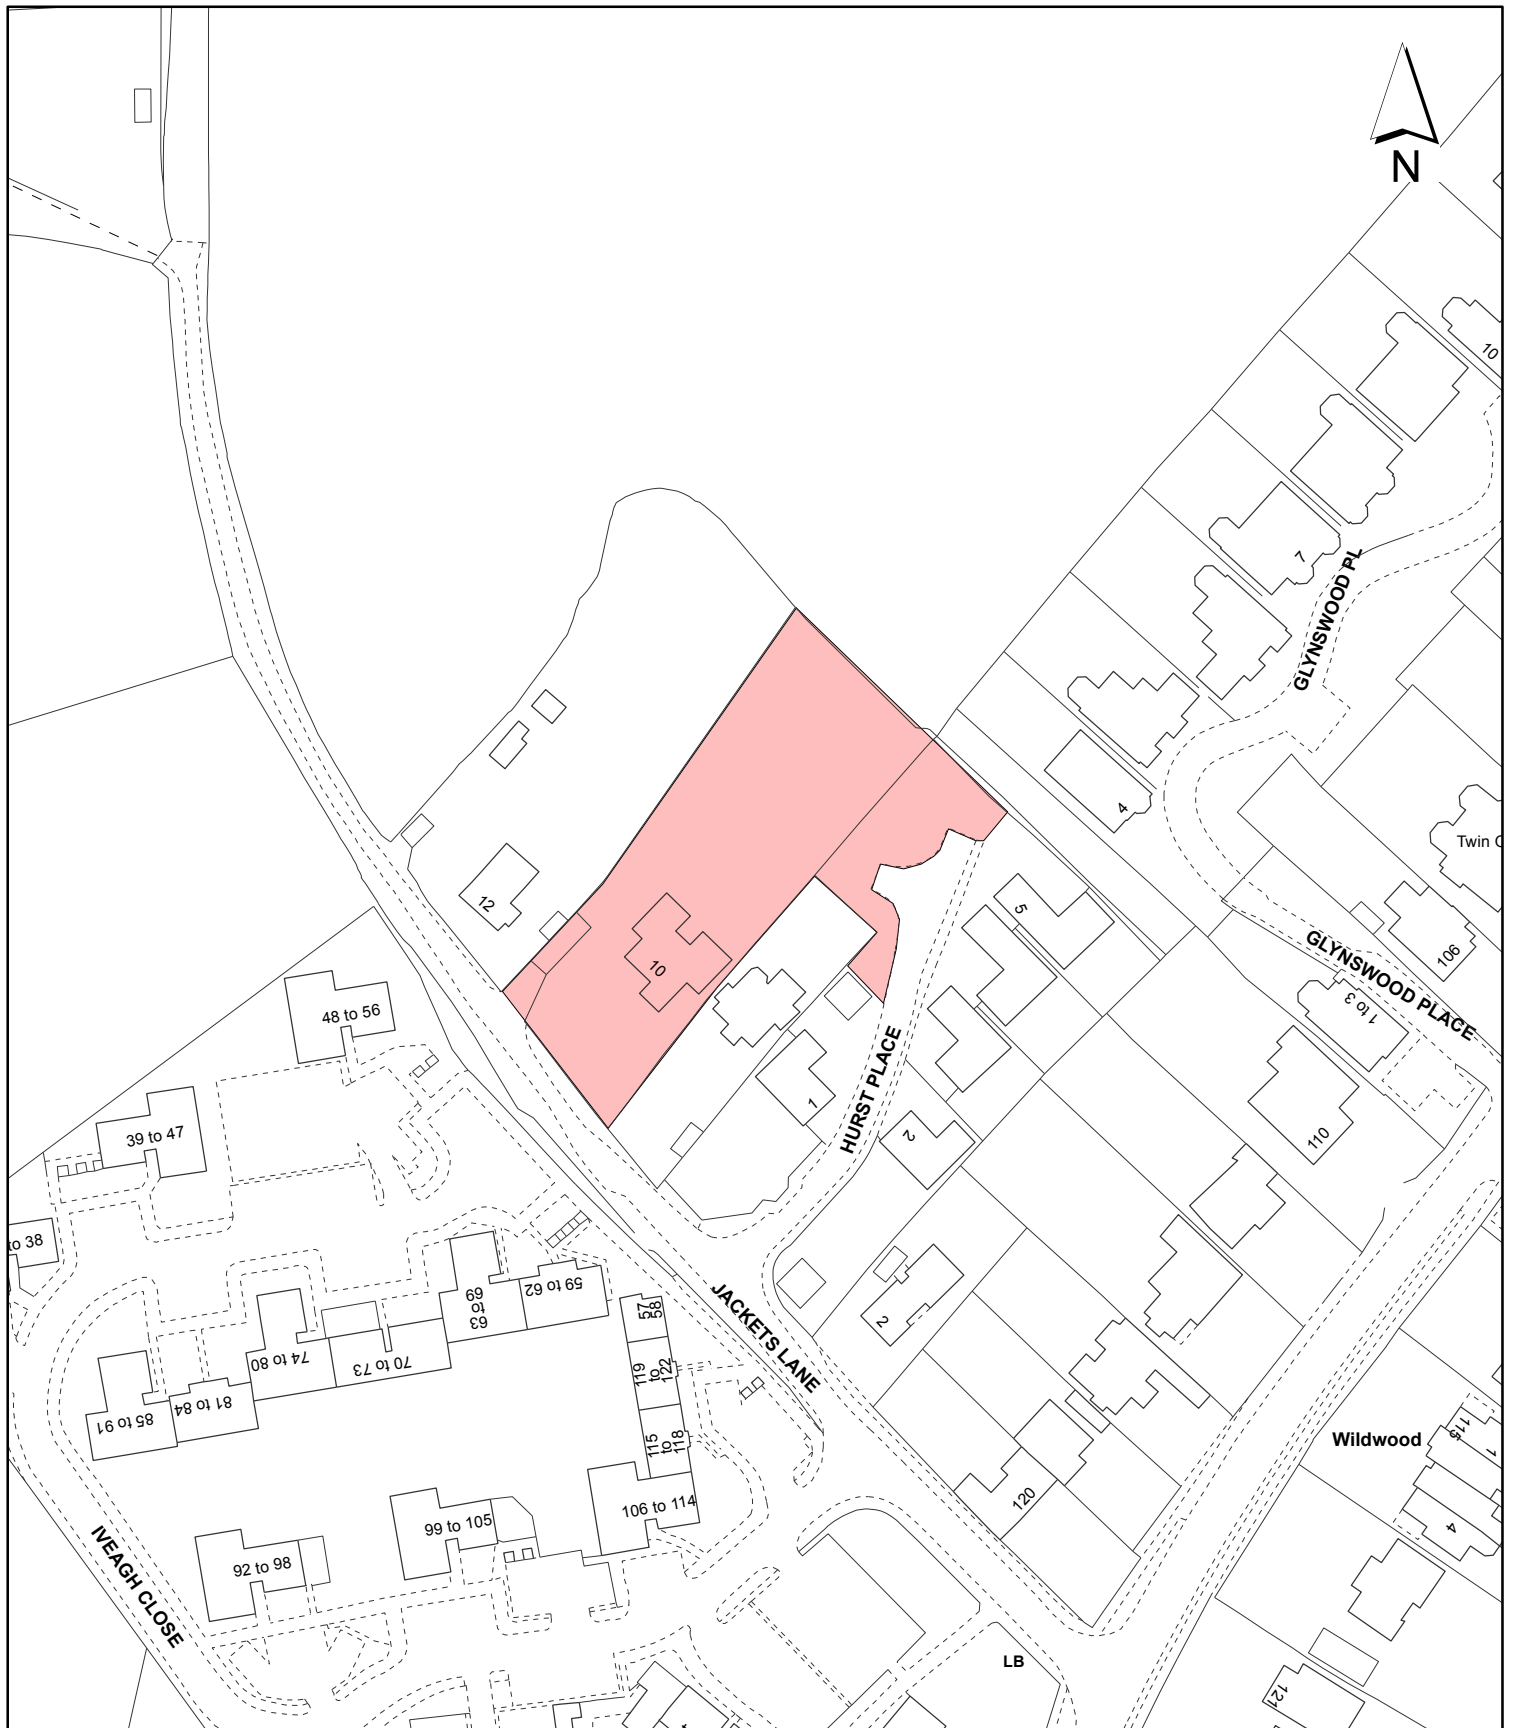 N
10
7
GLYNSWOOD PL
4
Twin
12
5
106
GLYNSWOOD PLACE
10
1 to 3
48 to 56
HURST PLACE
1
2
110
39 to 47
to 38
59 to 62
63
to
69
57
58
JACKETS LANE
2
74 to 80
70 to 73
119
to
122
81 to 84
85 to 91
115
to
118
Wildwood
115
1
4
120
106 to 114
99 to 105
92 to 98
IVEAGH CLOSE
LB
121